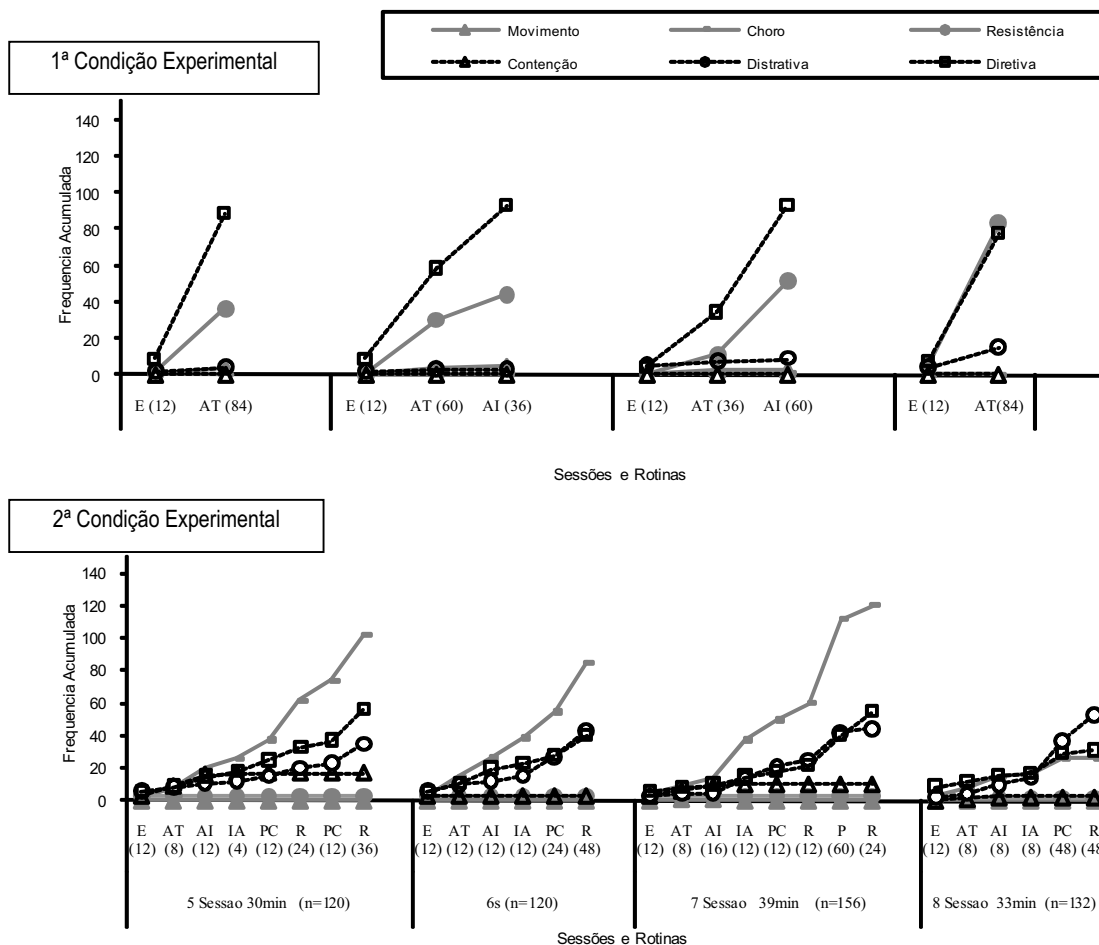 Movimento Choro Resistência
Contenção Distrativa Diretiva
1ª Condição Experimental
Frequencia Acumulada
140
120
100
80
60
40
20
0
E (12) AT (84) E (12) AT (60) AI (36) E (12) AT (36) AI (60) E (12) AT(84)
Sessões e Rotinas
2ª Condição Experimental
Frequencia Acumulada
140
120
100
80
60
40
20
0
E AT AI IA PC R PC R E AT AI IA PC R E AT AI IA PC R P R E AT AI IA PC R
(12) (8) (12) (4) (12) (24) (12) (36) (12) (12) (12) (12) (24) (48) (12) (8) (16) (12) (12) (12) (60) (24) (12) (8) (8) (8) (48) (48)
5 Sessao 30min (n=120) 6s (n=120) 7 Sessao 39min (n=156) 8 Sessao 33min (n=132)
Sessões e Rotinas